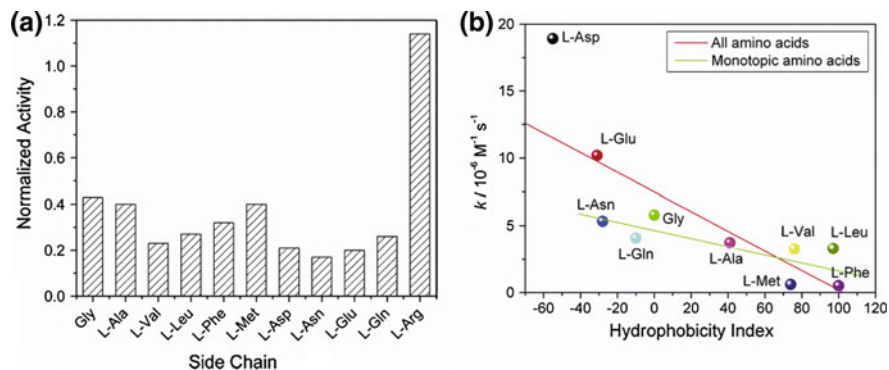 (a)
Normalized Activity
1.2
1.0
0.8
0.6
0.4
0.2
0.0
Gly
L-Ala
L-Val
L-Leu
L-Phe
L-Met
L-Asp
L-Asn
L-Glu
L-Gln
L-Arg
Side Chain
(b)
k / 10⁻⁶ M⁻¹ s⁻¹
20
15
10
5
0
All amino acids
Monotopic amino acids
L-Asp
L-Glu
L-Asn
Gly
L-Gln
L-Ala
L-Val
L-Leu
L-Met
L-Phe
-60 -40 -20 0 20 40 60 80 100 120
Hydrophobicity Index